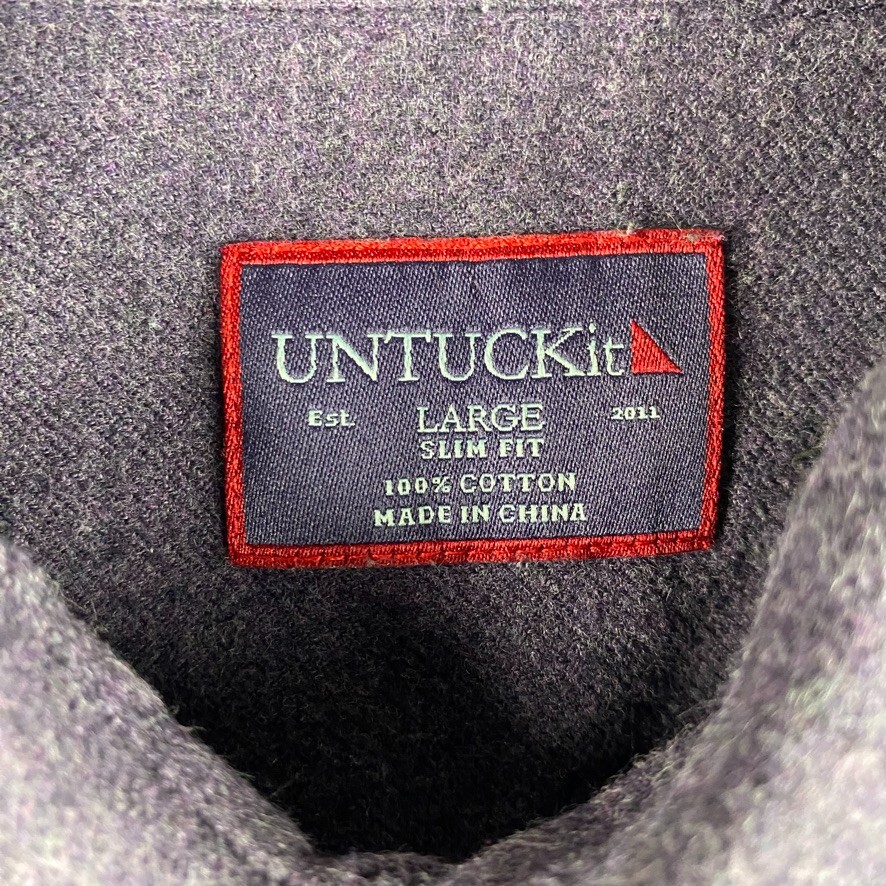 UNTUCKit
Est. LARGE 2011
SLIM FIT
100% COTTON
MADE IN CHINA